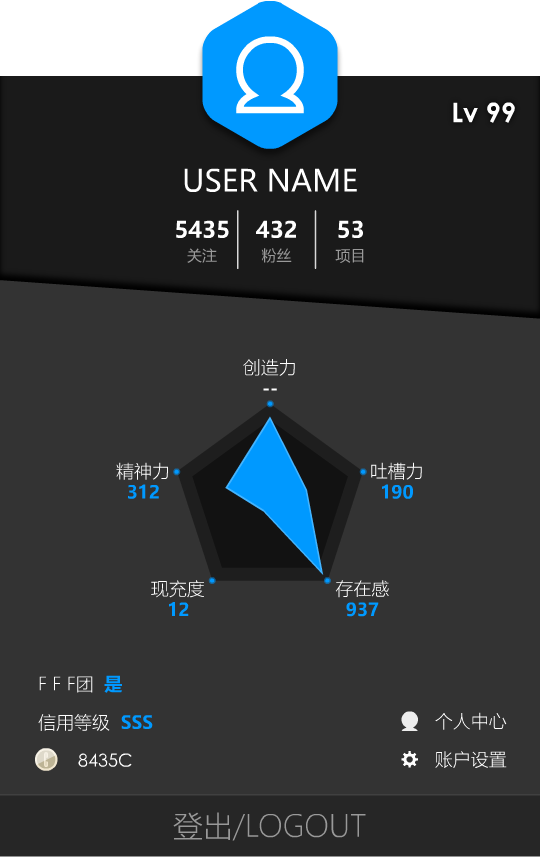 Lv 99
USER NAME
5435 432 53
关注 粉丝 项目
创造力
--
精神力 吐槽力
312 190
现充度 存在感
12 937
F F F团 是
信用等级 SSS 个人中心
8435C 账户设置
登出/LOGOUT